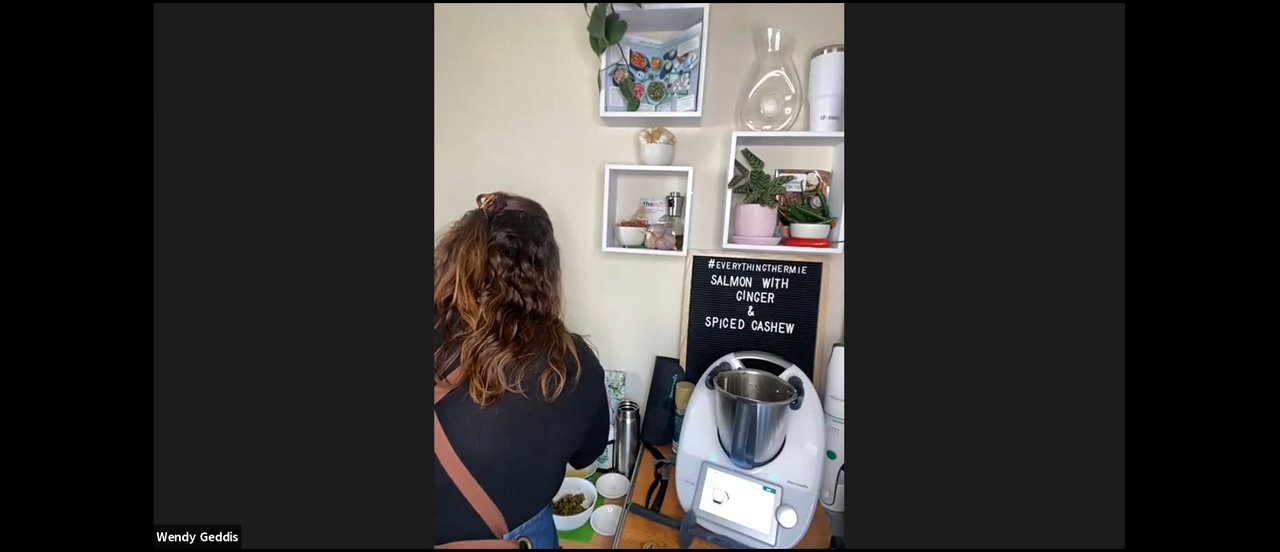 #EVERYTHINGTHERMIE
SALMON WITH
GINGER
&
SPICED CASHEW
Wendy Geddis